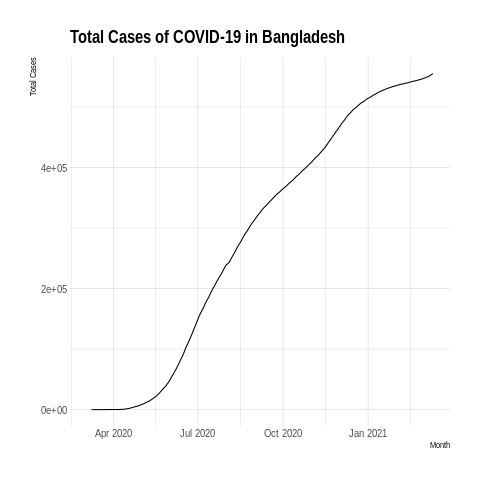 Total Cases of COVID-19 in Bangladesh
Total Cases
4e+05
2e+05
0e+00
Apr 2020 Jul 2020 Oct 2020 Jan 2021
Month